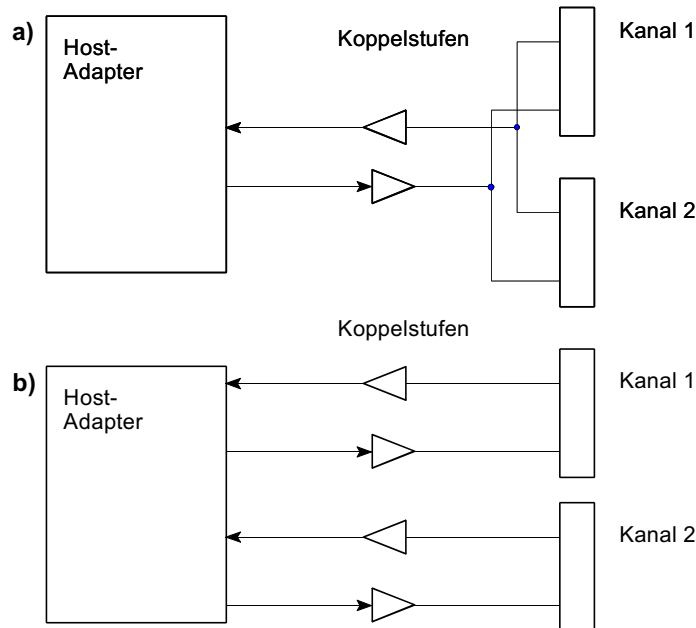 a)
Host-
Adapter
Koppelstufen
Kanal 1
Kanal 2
Koppelstufen
b)
Host-
Adapter
Kanal 1
Kanal 2